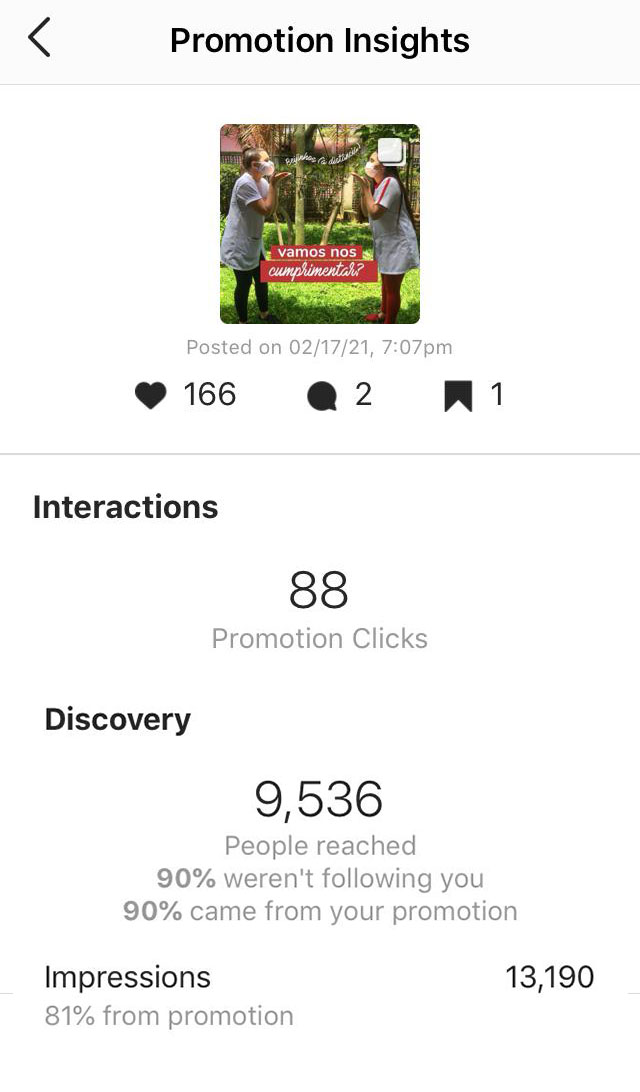 Promotion Insights
Beijinhos à distância!
vamos nos
cumprimentar?
Posted on 02/17/21, 7:07pm
166
2
1
Interactions
88
Promotion Clicks
Discovery
9,536
People reached
90% weren't following you
90% came from your promotion
Impressions
13,190
81% from promotion